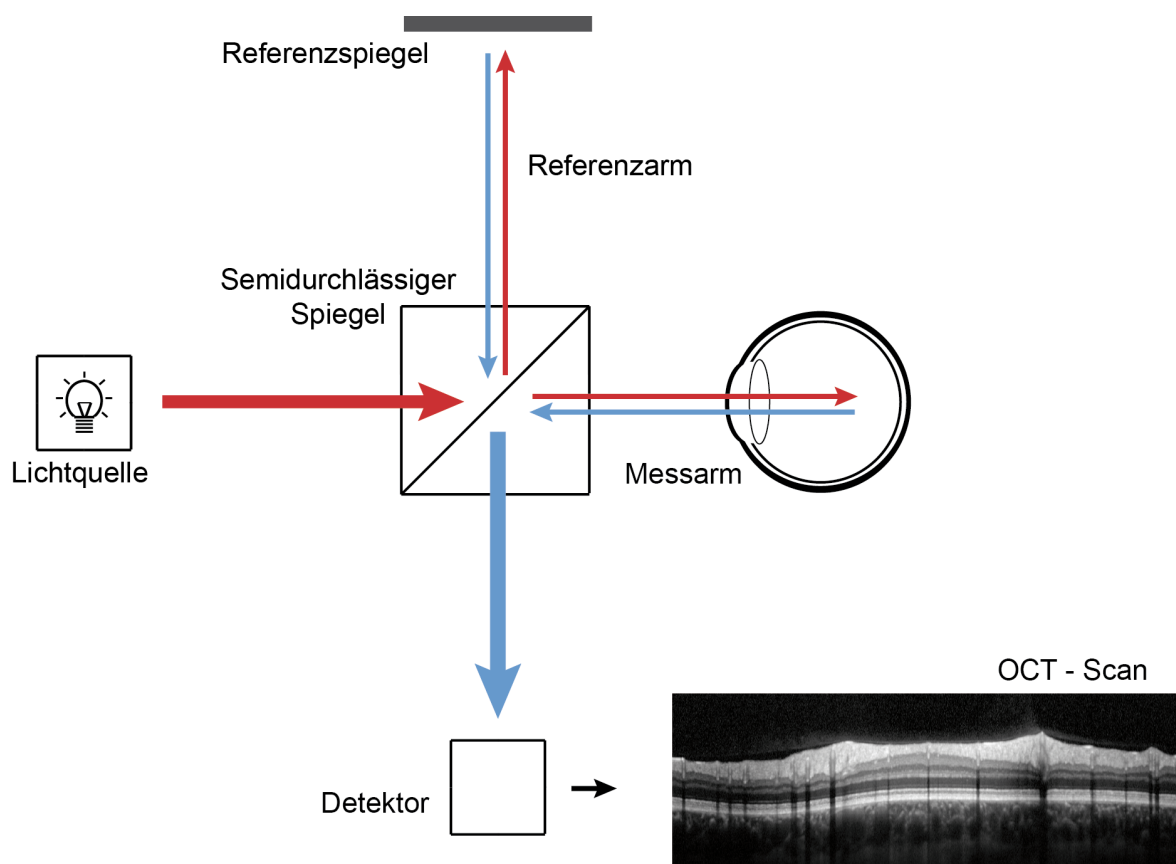 Referenzspiegel
Referenzarm
Semidurchlässiger
Spiegel
Lichtquelle
Messarm
OCT - Scan
Detektor